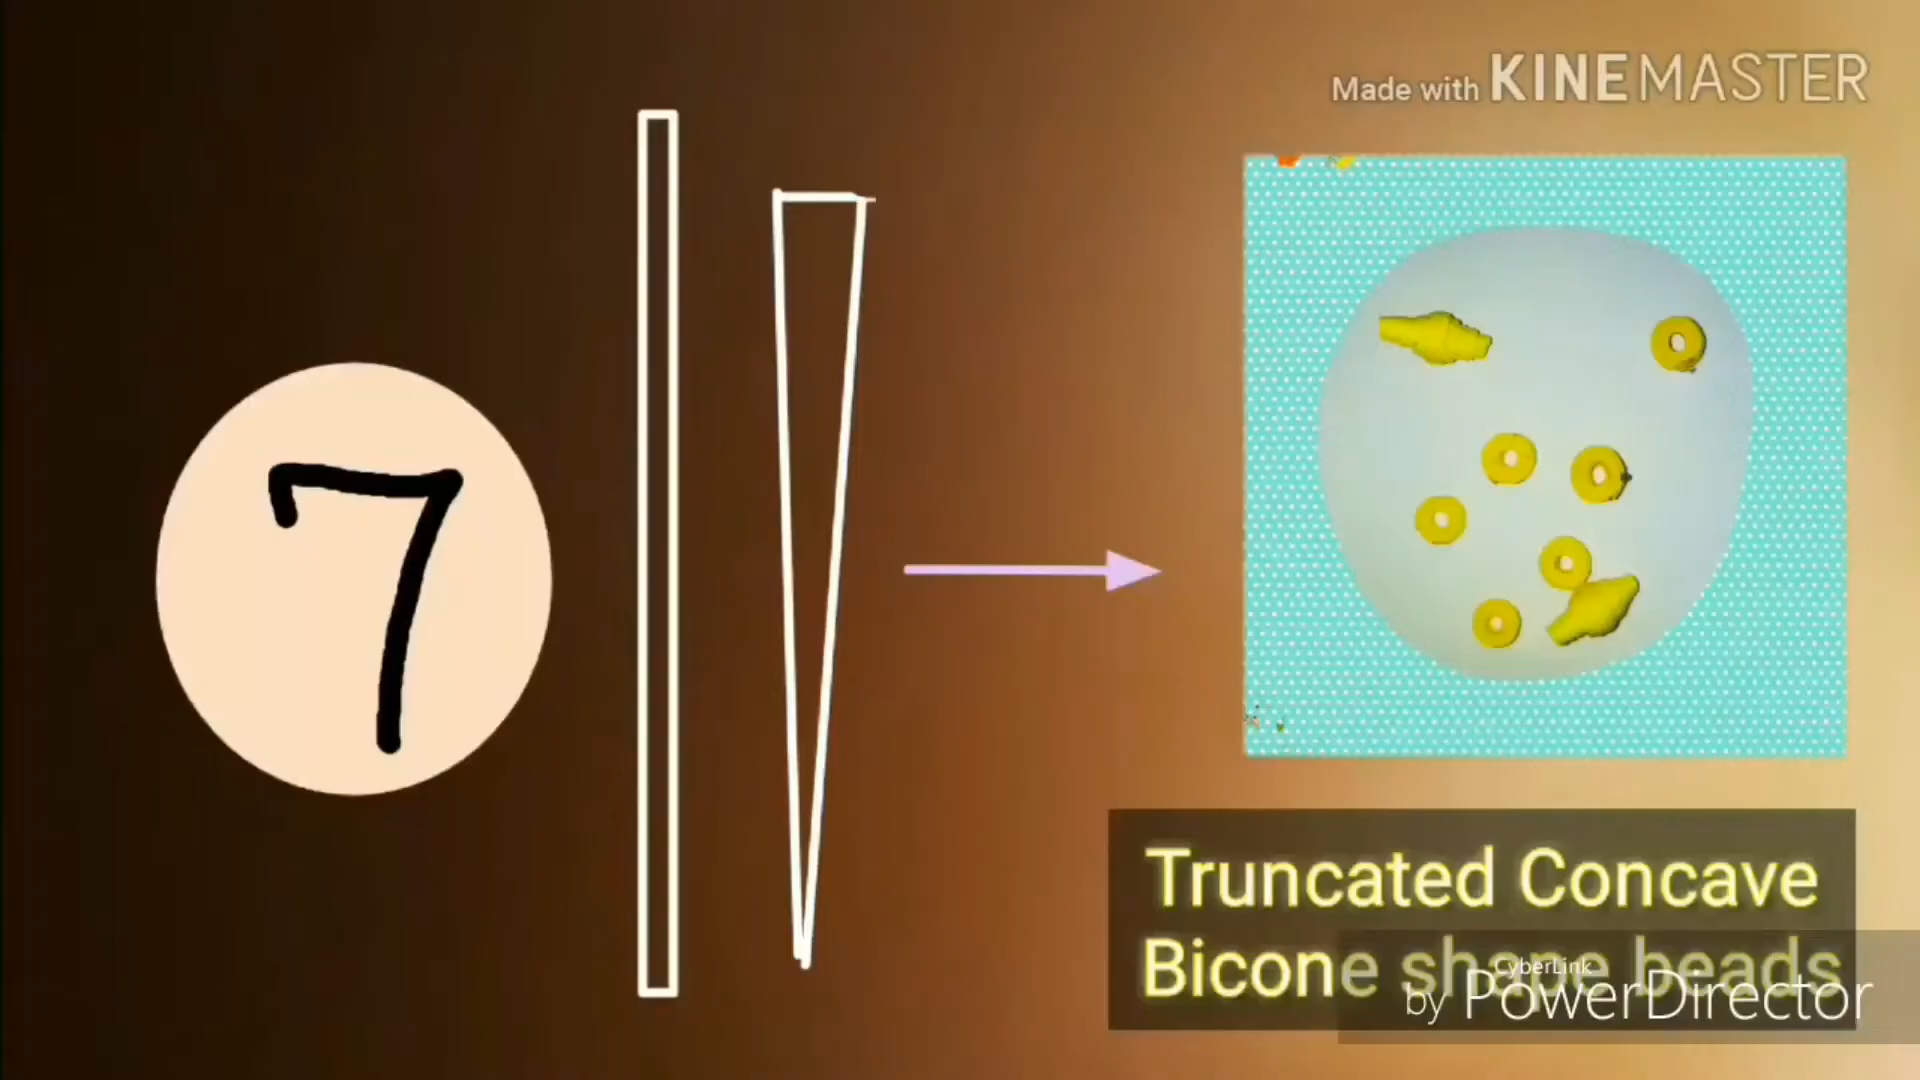 Made with KINEMASTER
7
Truncated Concave
Bicone shape beads
CyberLink
by PowerDirector